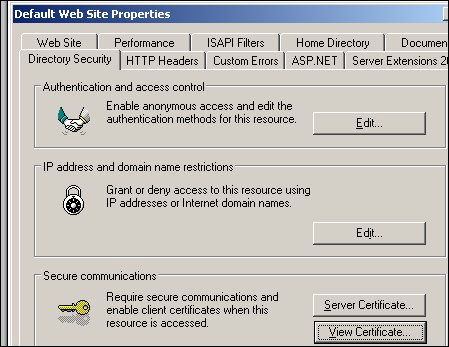 Default Web Site Properties
Web Site Performance ISAPI Filters Home Directory Documen
Directory Security HTTP Headers Custom Errors ASP.NET Server Extensions 20
Authentication and access control
Enable anonymous access and edit the
authentication methods for this resource.
Edit...
IP address and domain name restrictions
Grant or deny access to this resource using
IP addresses or Internet domain names.
Edit...
Secure communications
Require secure communications and
enable client certificates when this
resource is accessed.
Server Certificate...
View Certificate...